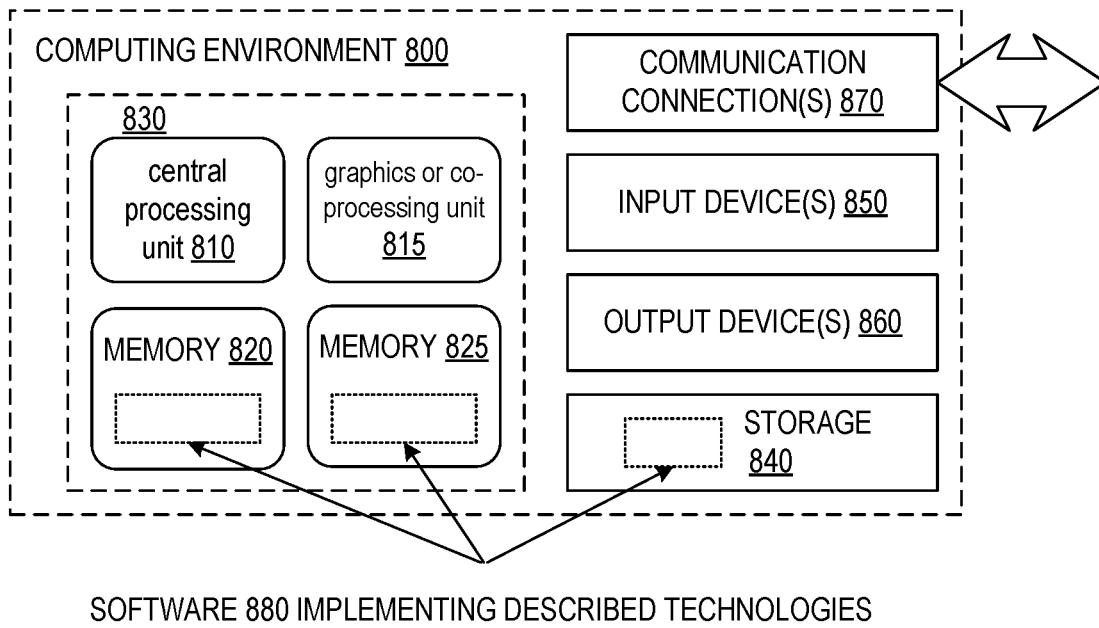 COMPUTING ENVIRONMENT 800
830
central
processing
unit 810
graphics or co-
processing unit
815
MEMORY 820
MEMORY 825
COMMUNICATION
CONNECTION(S) 870
INPUT DEVICE(S) 850
OUTPUT DEVICE(S) 860
STORAGE
840
SOFTWARE 880 IMPLEMENTING DESCRIBED TECHNOLOGIES